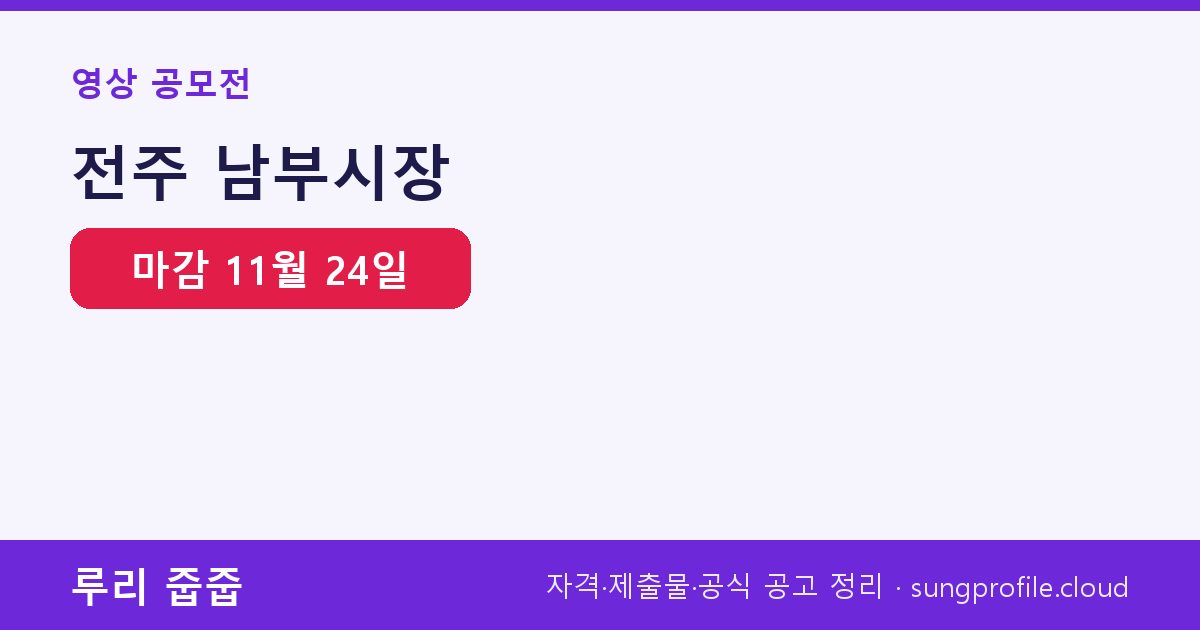 영상 공모전
전주 남부시장
마감 11월 24일
루리 줍줍
자격·제출물·공식 공고 정리 · sungprofile.cloud